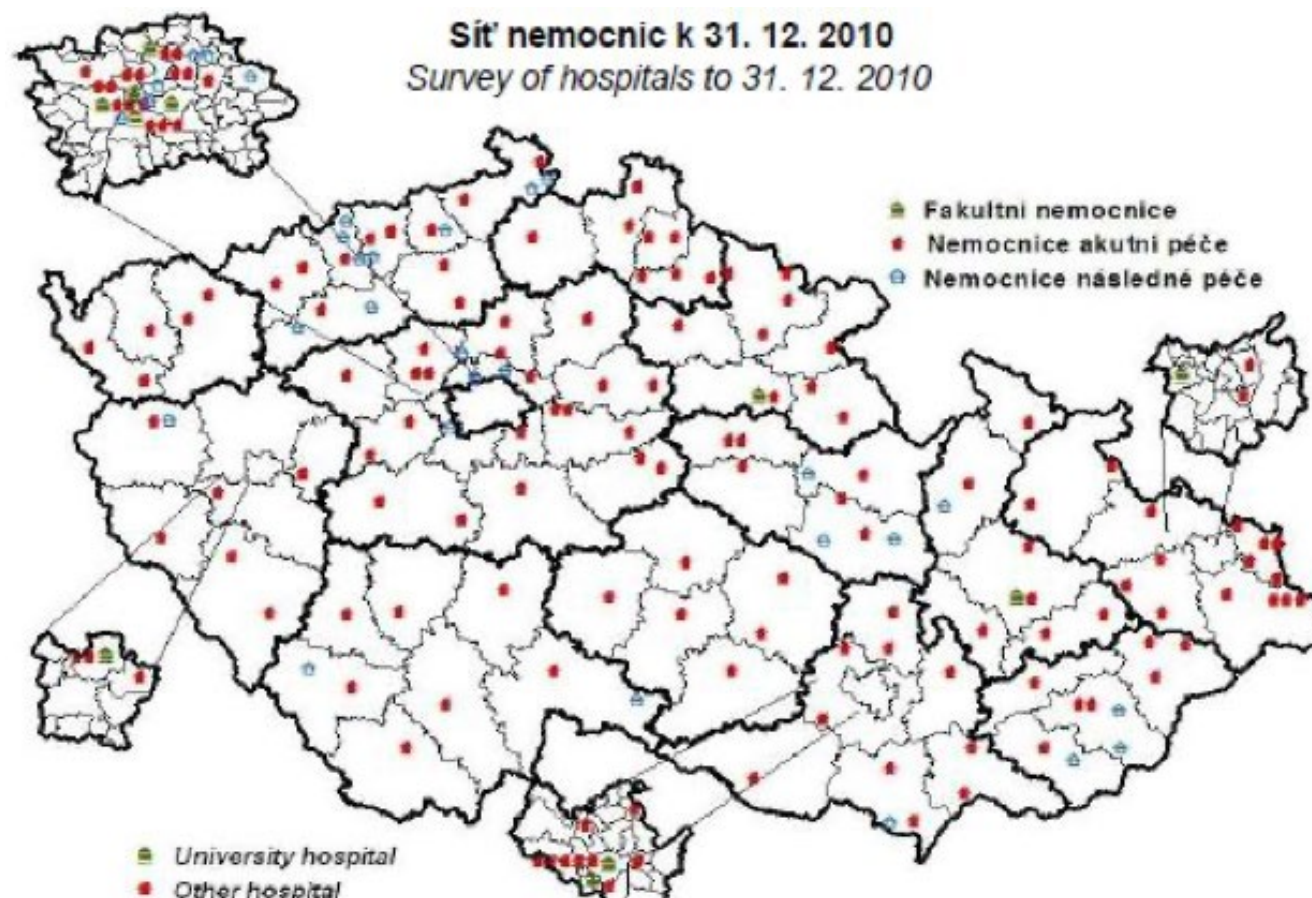 Síť nemocnic k 31. 12. 2010
Survey of hospitals to 31. 12. 2010
Fakultní nemocnice
Nemocnice akutní péče
Nemocnice následné péče
University hospital
Other hospital